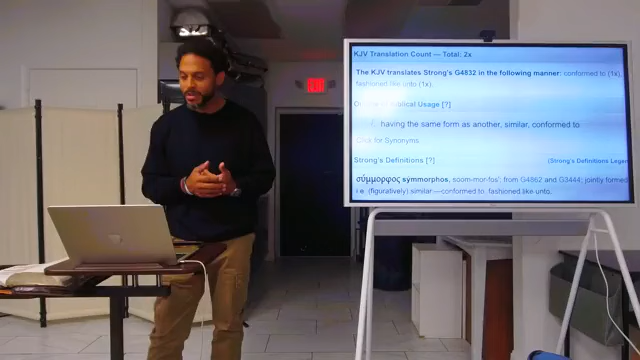 EXIT
KJV Translation Count — Total: 2x
The KJV translates Strong's G4832 in the following manner: conformed to (1x),
fashioned like unto (1x).
Outline of Biblical Usage [?]
having the same form as another, similar, conformed to
Click for Synonyms
Strong's Definitions [?]
(Strong's Definitions Legend
σύμμορφος sýmmorphos, soom-mor-fos'; from G4862 and G3444; jointly formed
i.e. (figuratively) similar:—conformed to, fashioned like unto.